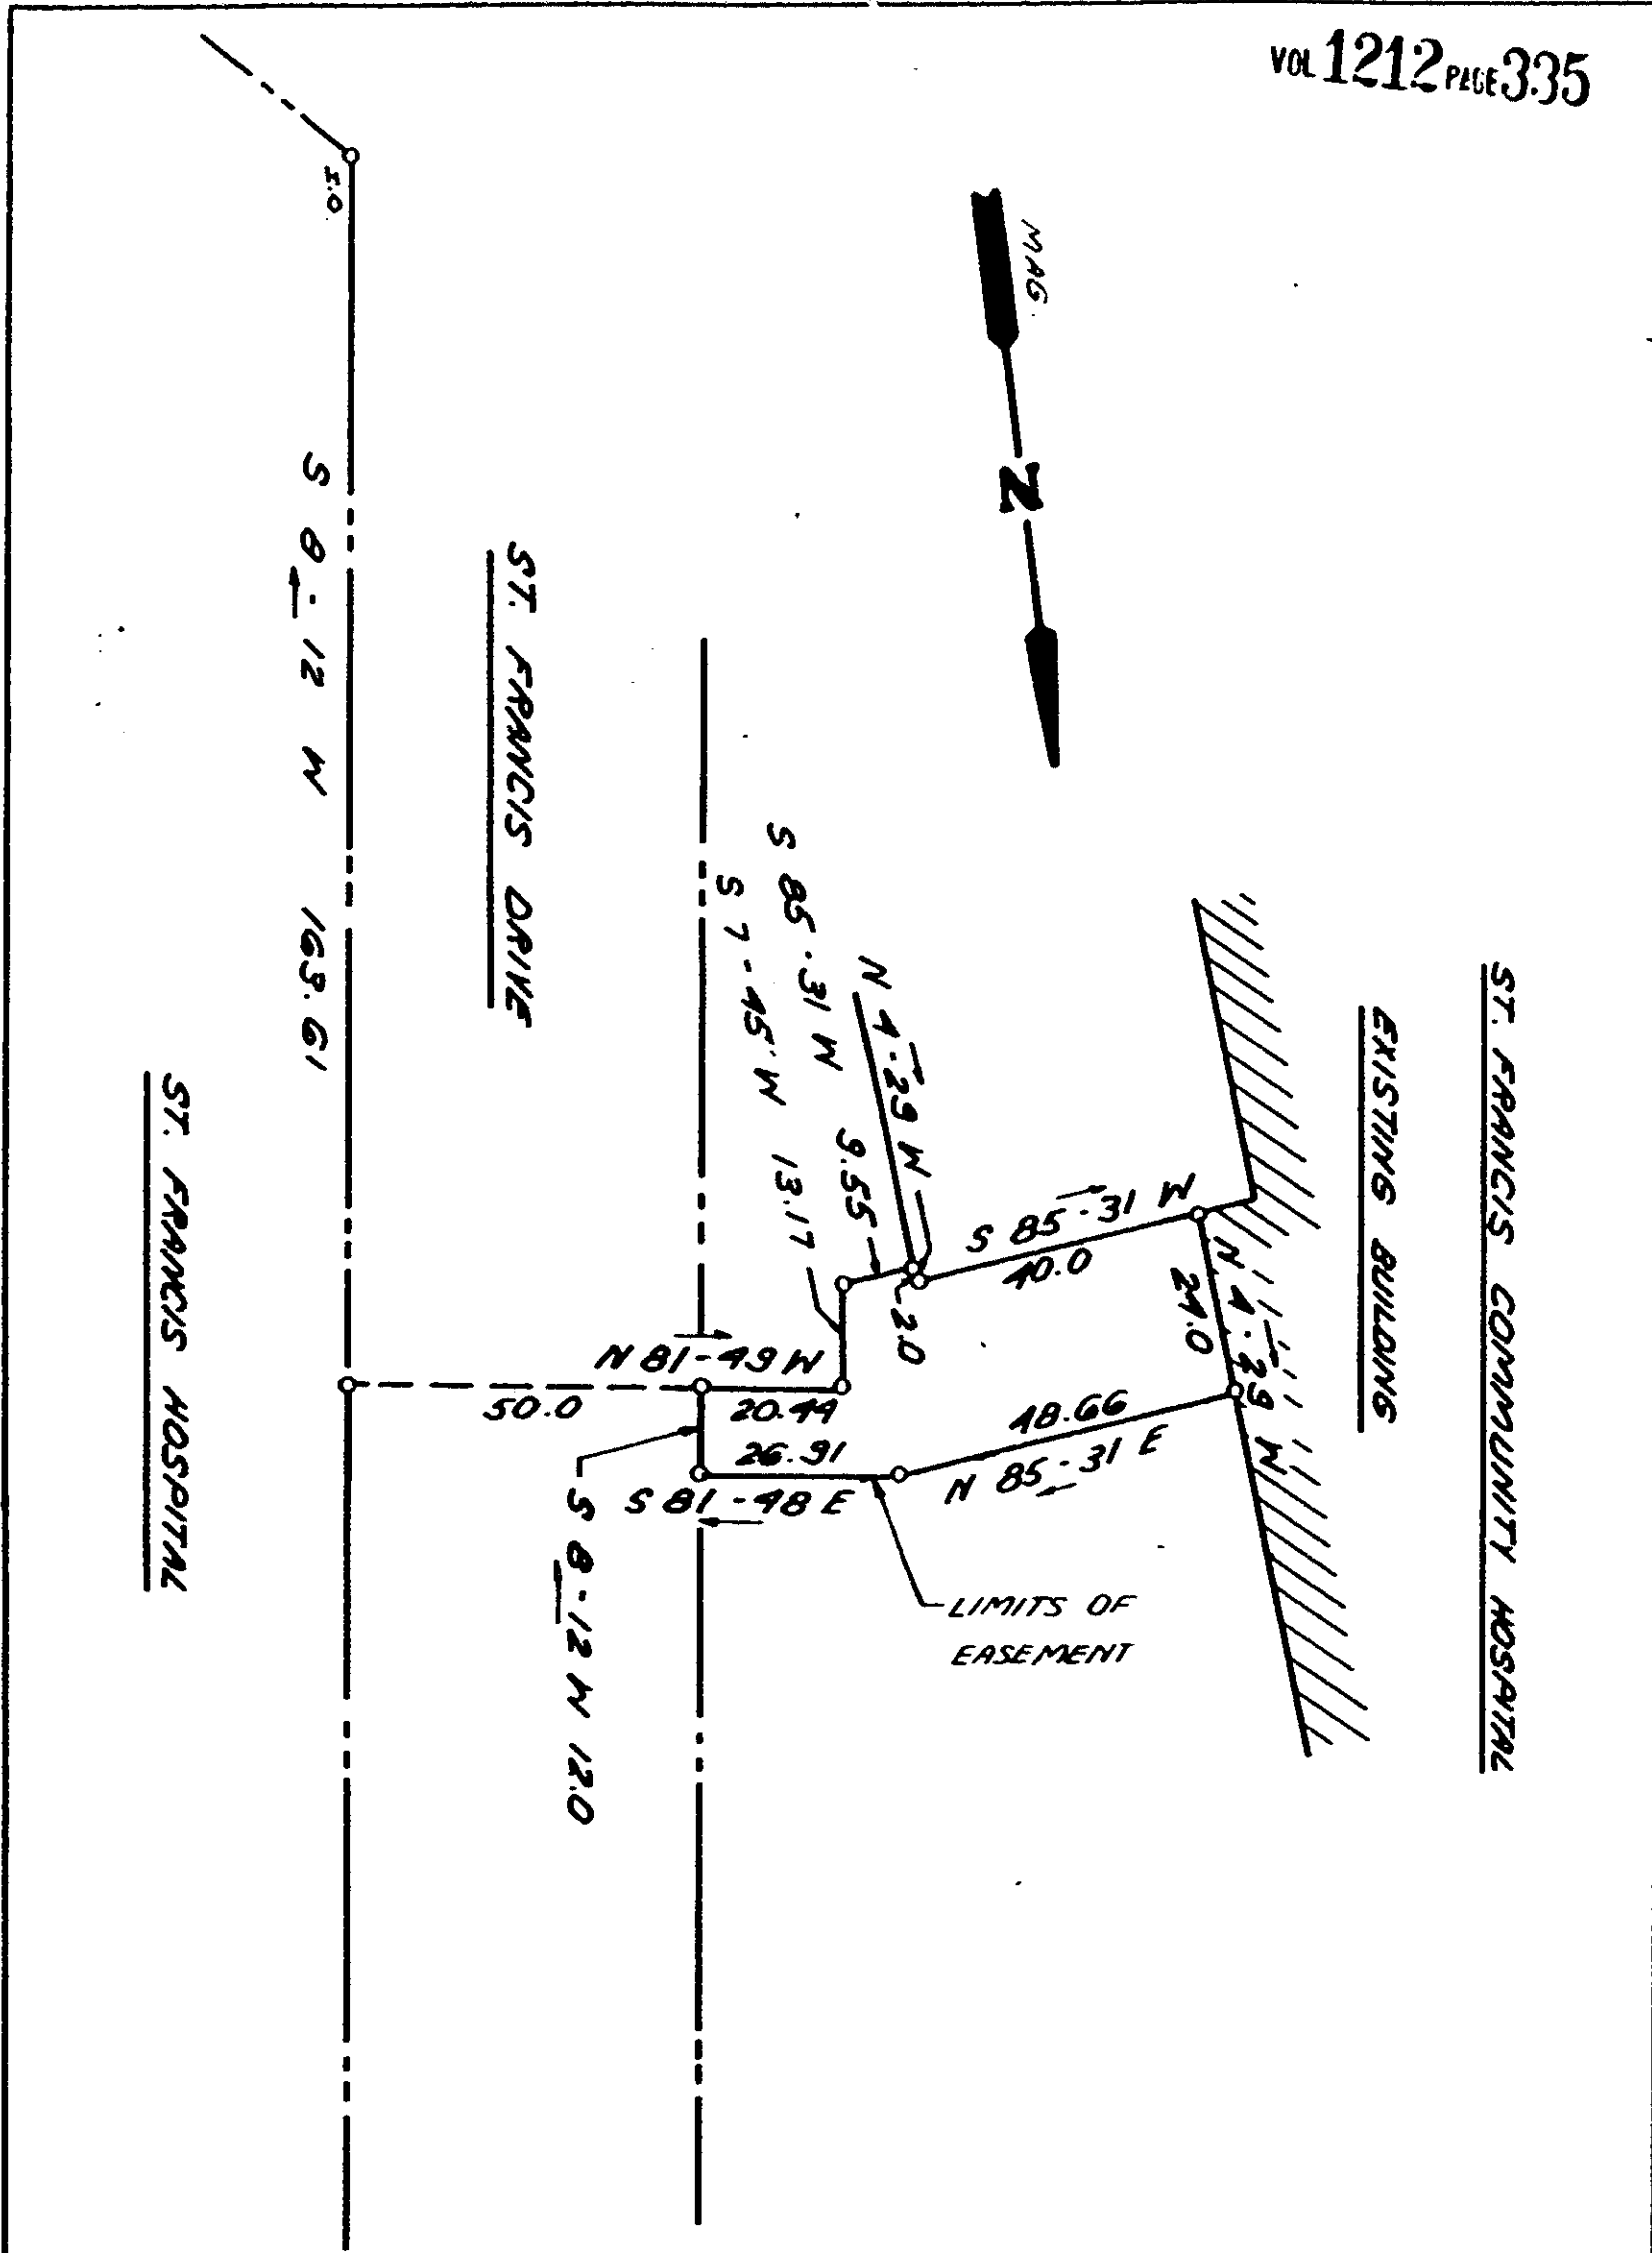 VOL 1212 PAGE 335
MAG.
N
I.O
S 8-12 W 163.61
ST. FRANCIS DRIVE
ST. FRANCIS HOSPITAL
S 85-31 W 9.55
S 7-45 W 13.17
N 4-29 W
2.0
S 85-31 W
40.0
N 4-29 W
24.0
EXISTING BUILDING
ST. FRANCIS COMMUNITY HOSPITAL
N 81-49 W
50.0
20.44
26.91
S 81-48 E
48.66
N 85-31 E
S 8-12 W 12.0
LIMITS OF
EASEMENT